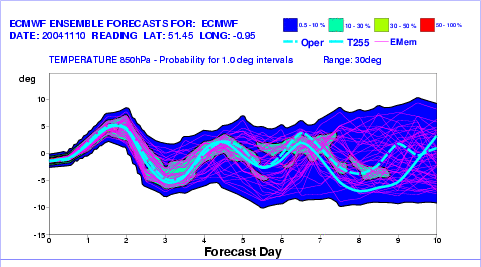 ECMWF ENSEMBLE FORECASTS FOR: ECMWF
DATE: 20041110 READING LAT: 51.45 LONG: -0.95
0.5 - 10 % 10 - 30 % 30 - 50 % 50 - 100%
Oper T255 EMem
TEMPERATURE 850hPa - Probability for 1.0 deg intervals Range: 30deg
deg
10
5
0
-5
-10
-15
0 1 2 3 4 5 6 7 8 9 10
Forecast Day